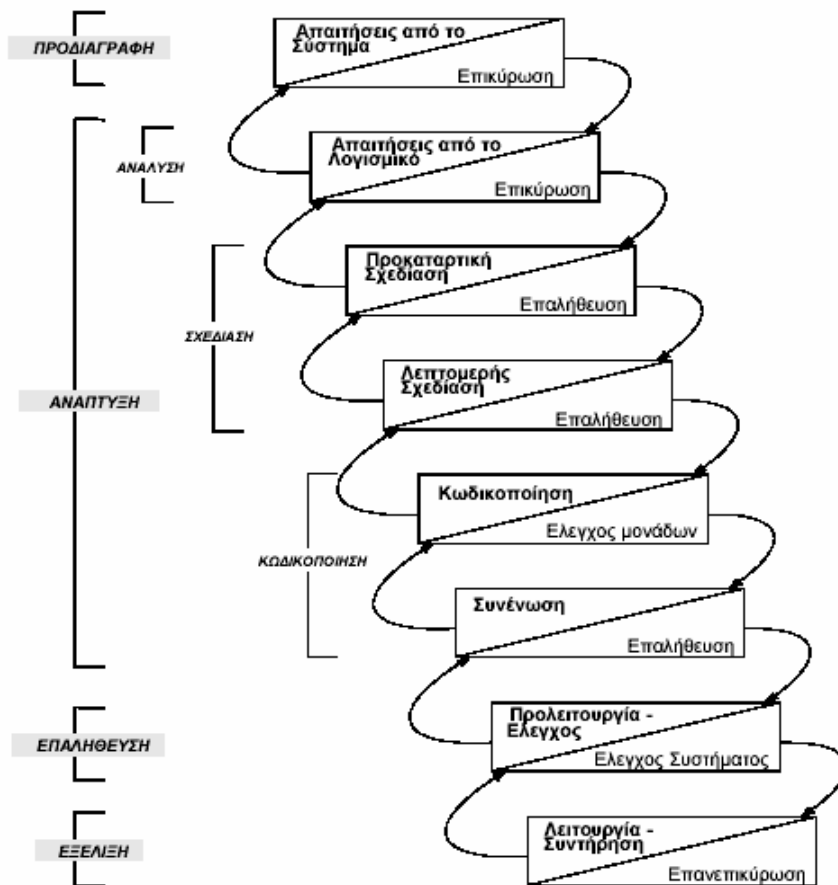 ΠΡΟΔΙΑΓΡΑΦΗ
Απαιτήσεις από το
Σύστημα
Επικύρωση
ΑΝΑΛΥΣΗ
Απαιτήσεις από το
Λογισμικό
Επικύρωση
ΑΝΑΠΤΥΞΗ
ΣΧΕΔΙΑΣΗ
Προκαταρτική
Σχεδίαση
Επαλήθευση
Λεπτομερής
Σχεδίαση
Επαλήθευση
ΚΩΔΙΚΟΠΟΙΗΣΗ
Κωδικοποίηση
Ελεγχος μονάδων
Συνένωση
Επαλήθευση
ΕΠΑΛΗΘΕΥΣΗ
Προλειτουργία -
Ελεγχος
Ελεγχος Συστήματος
ΕΞΕΛΙΞΗ
Λειτουργία -
Συντήρηση
Επανεπικύρωση